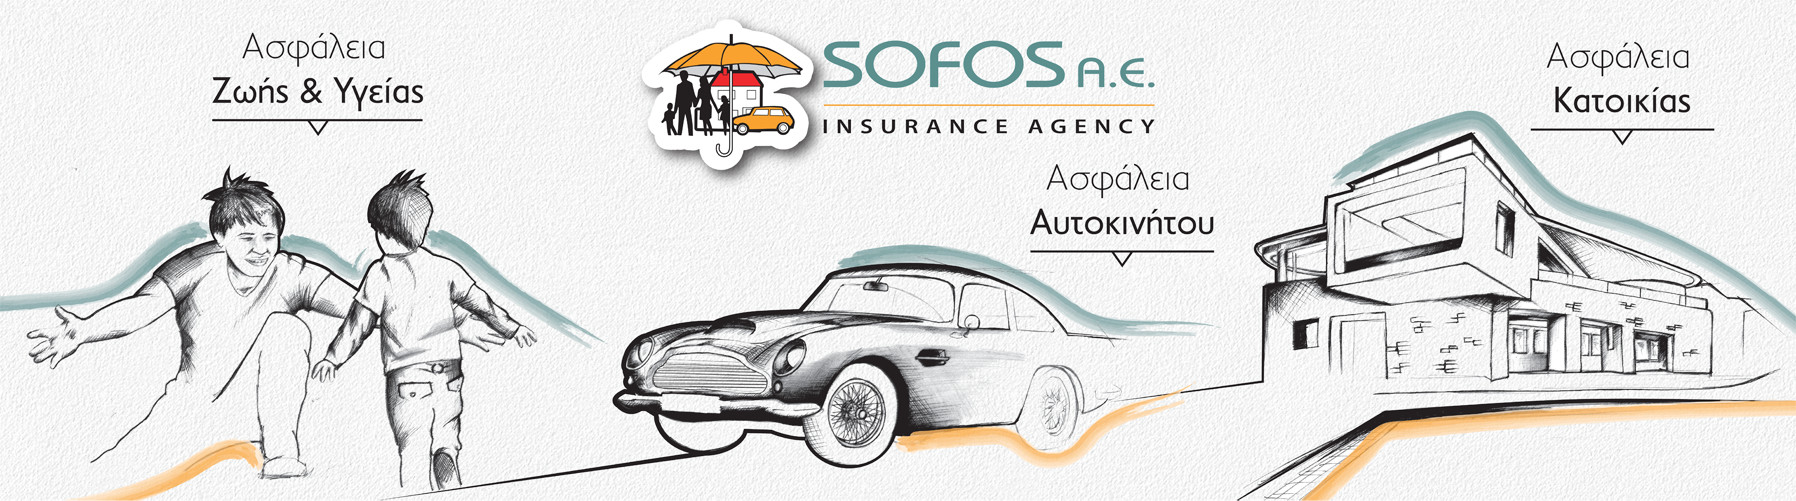 Ασφάλεια
Ζωής & Υγείας
SOFOS A.E.
INSURANCE AGENCY
Ασφάλεια
Αυτοκινήτου
Ασφάλεια
Κατοικίας